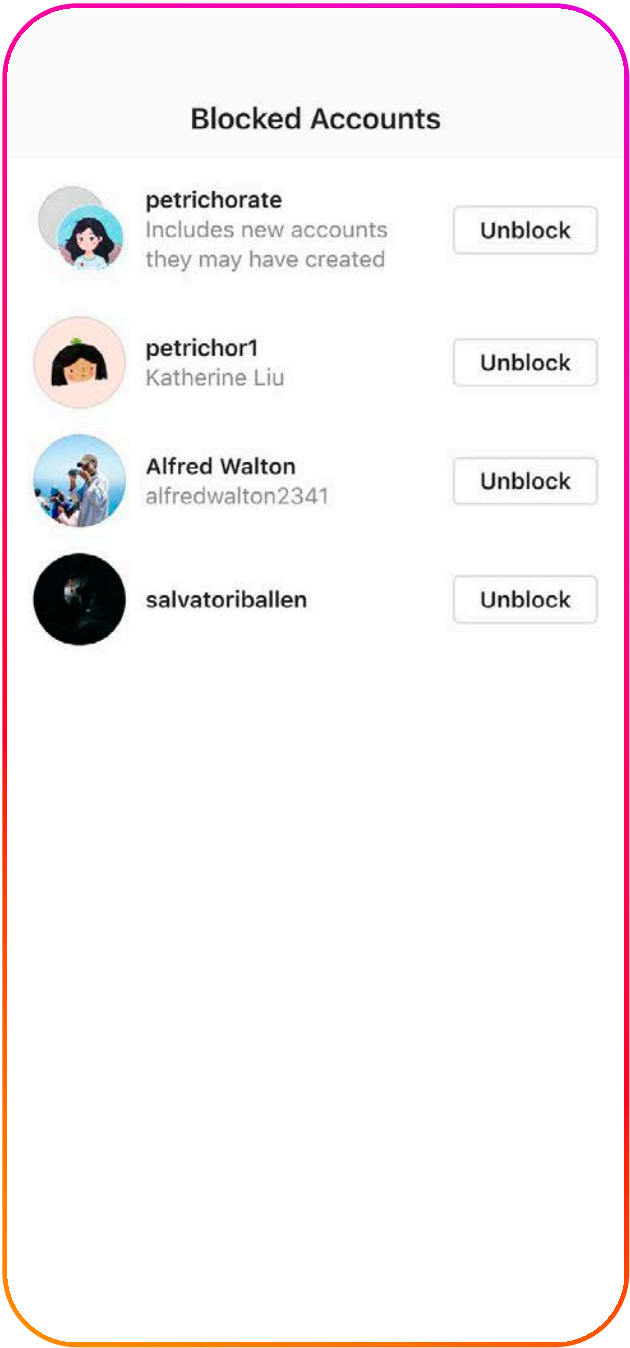 Blocked Accounts
petrichorate
Includes new accounts
they may have created
Unblock
petrichor1
Katherine Liu
Unblock
Alfred Walton
alfredwalton2341
Unblock
salvatoriballen
Unblock